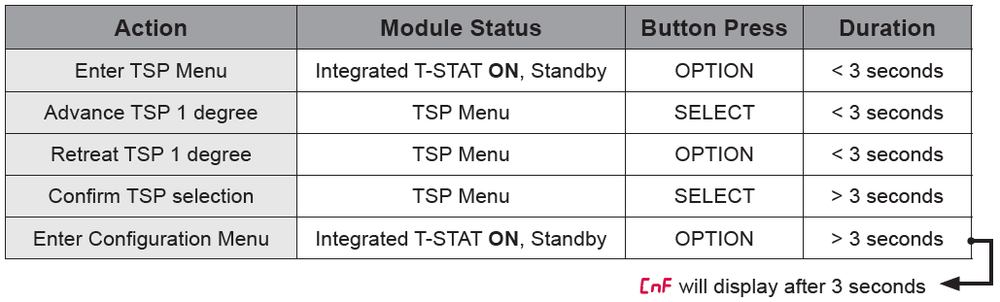 Action Module Status Button Press Duration
Enter TSP Menu Integrated T-STAT ON, Standby OPTION < 3 seconds
Advance TSP 1 degree TSP Menu SELECT < 3 seconds
Retreat TSP 1 degree TSP Menu OPTION < 3 seconds
Confirm TSP selection TSP Menu SELECT > 3 seconds
Enter Configuration Menu Integrated T-STAT ON, Standby OPTION > 3 seconds
CnF will display after 3 seconds